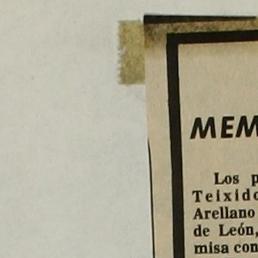 MEM
Los p
Teixido
Arellano
de León,
misa con